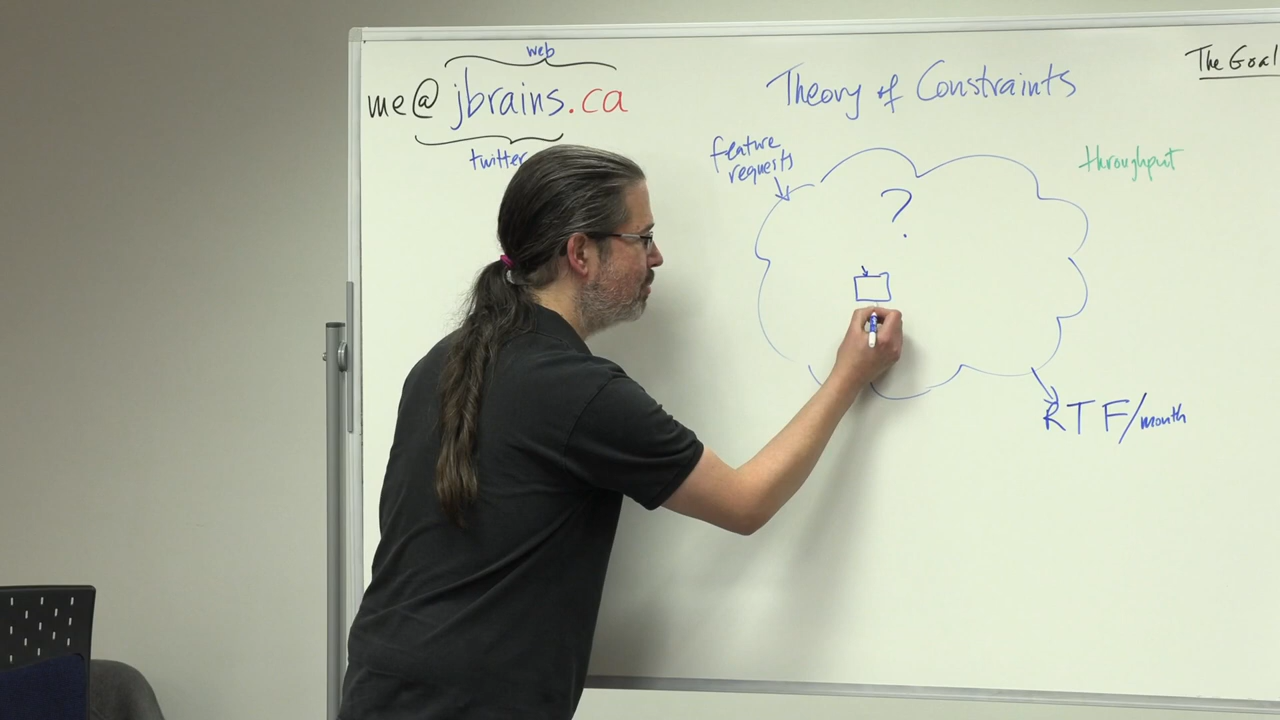 web
me@jbrains.ca
twitter
Theory of Constraints
The Goal
feature
requests
throughput
?
RTF/month